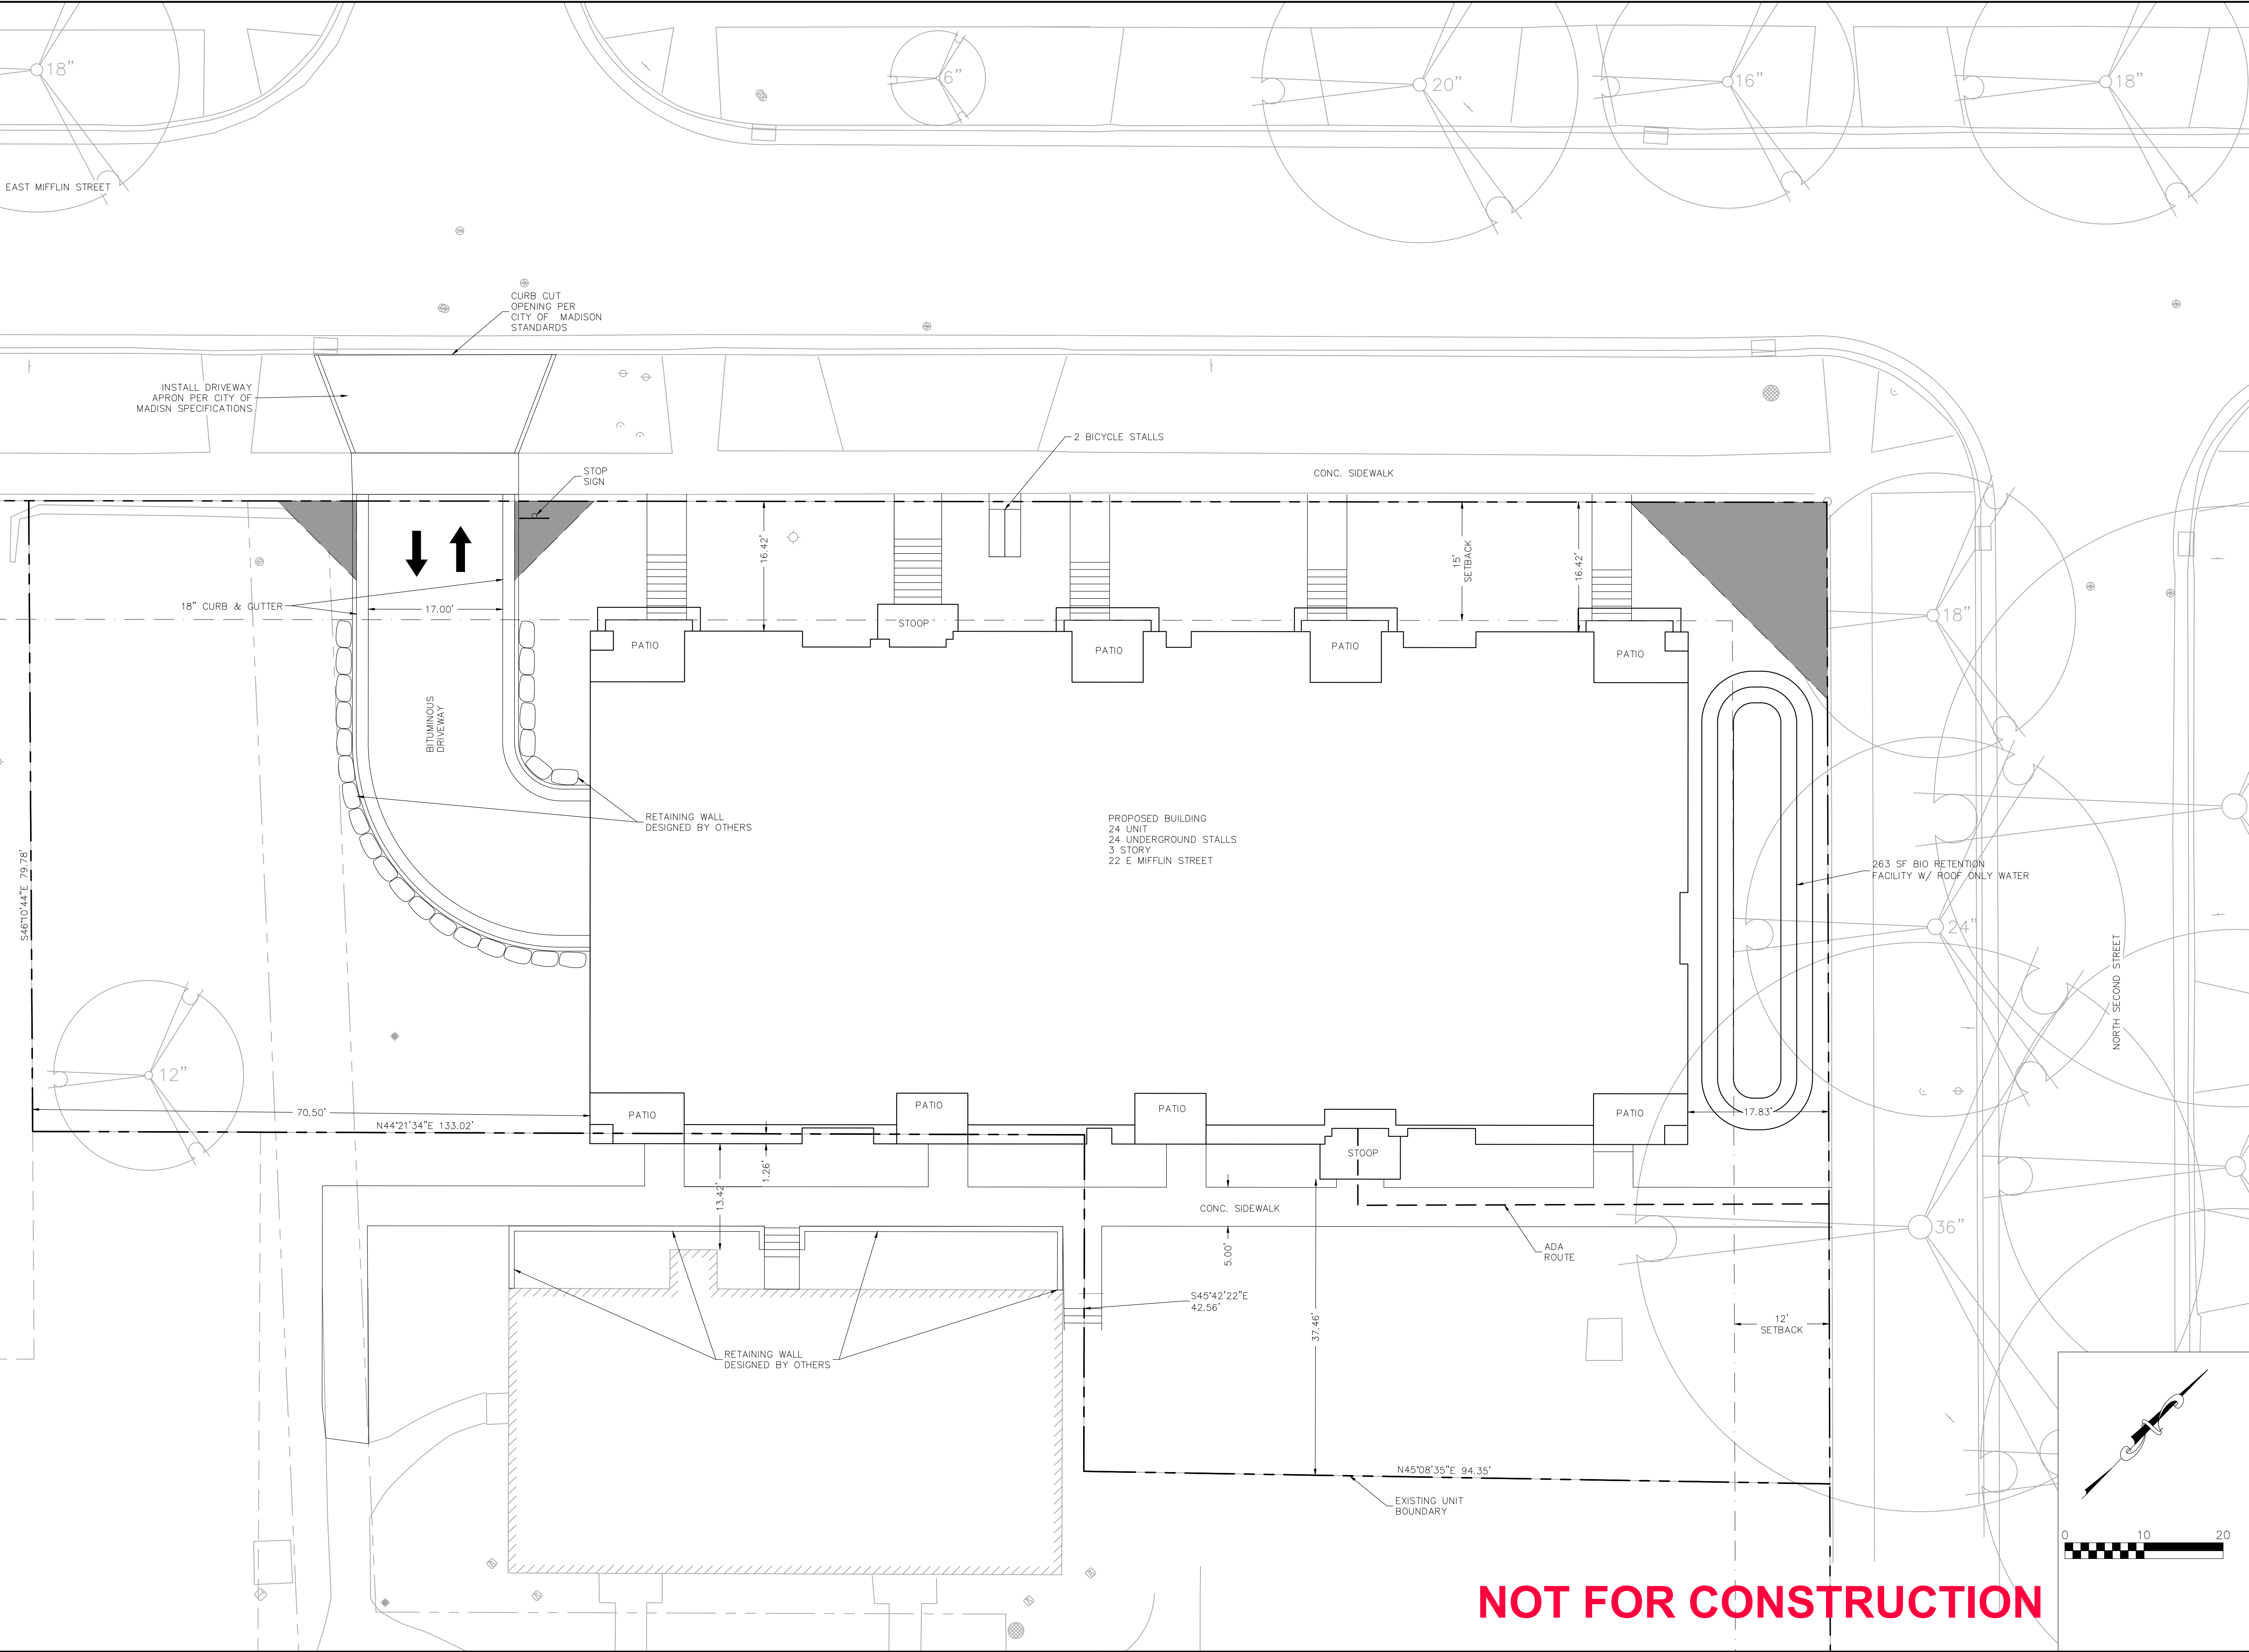 18"
6"
20"
16"
18"
EAST MIFFLIN STREET
CURB CUT
OPENING PER
CITY OF MADISON
STANDARDS
INSTALL DRIVEWAY
APRON PER CITY OF
MADISN SPECIFICATIONS
2 BICYCLE STALLS
STOP
SIGN
CONC. SIDEWALK
16.42'
15'
SETBACK
16.42'
18" CURB & GUTTER
17.00'
18"
STOOP
PATIO
PATIO
PATIO
PATIO
BITUMINOUS
DRIVEWAY
RETAINING WALL
DESIGNED BY OTHERS
PROPOSED BUILDING
24 UNIT
24 UNDERGROUND STALLS
3 STORY
22 E MIFFLIN STREET
263 SF BIO RETENTION
FACILITY W/ ROOF ONLY WATER
S46°10'44"E 79.78'
24"
NORTH SECOND STREET
12"
70.50'
N44°21'34"E 133.02'
PATIO
PATIO
PATIO
PATIO
17.83'
STOOP
1.26'
13.42'
CONC. SIDEWALK
5.00'
36"
ADA
ROUTE
S45°42'22"E
42.56'
37.46'
12'
SETBACK
RETAINING WALL
DESIGNED BY OTHERS
N45°08'35"E 94.35'
EXISTING UNIT
BOUNDARY
0 10 20
NOT FOR CONSTRUCTION